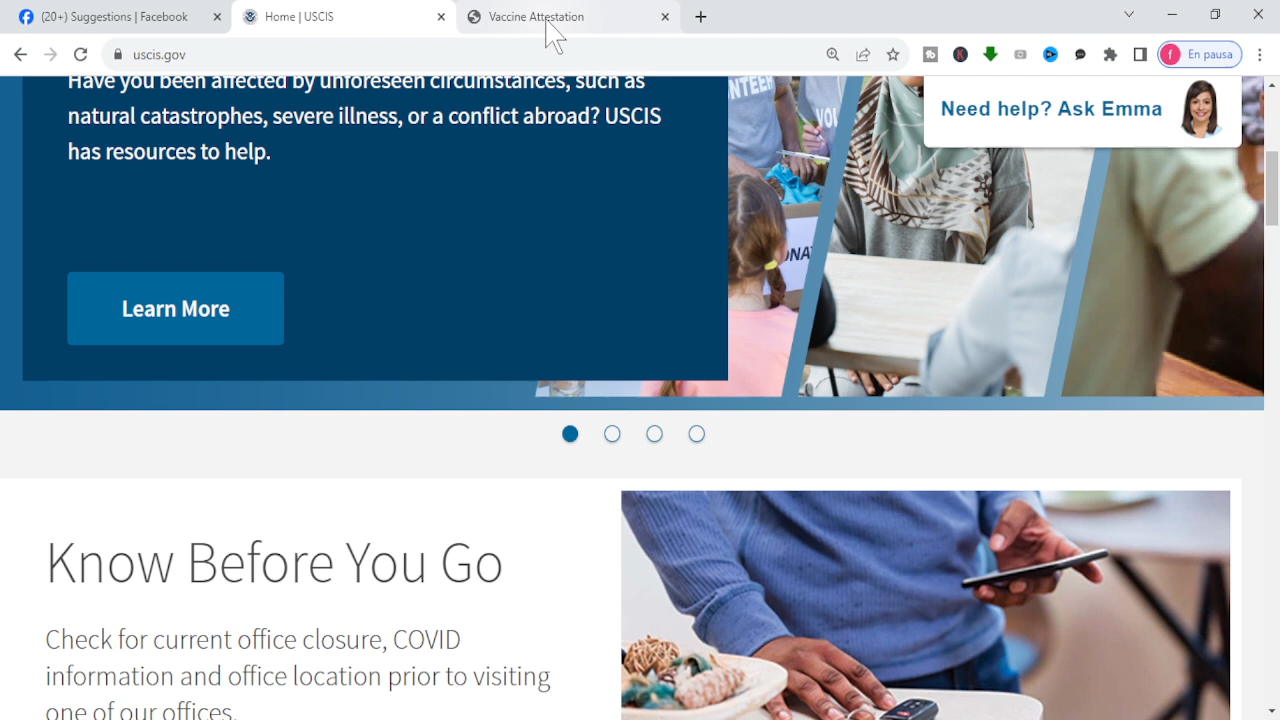 (20+) Suggestions | Facebook
Home | USCIS
Vaccine Attestation
uscis.gov
En pausa
Have you been affected by unforeseen circumstances, such as
natural catastrophes, severe illness, or a conflict abroad? USCIS
has resources to help.
Need help? Ask Emma
Learn More
Know Before You Go
Check for current office closure, COVID
information and office location prior to visiting
one of our offices.